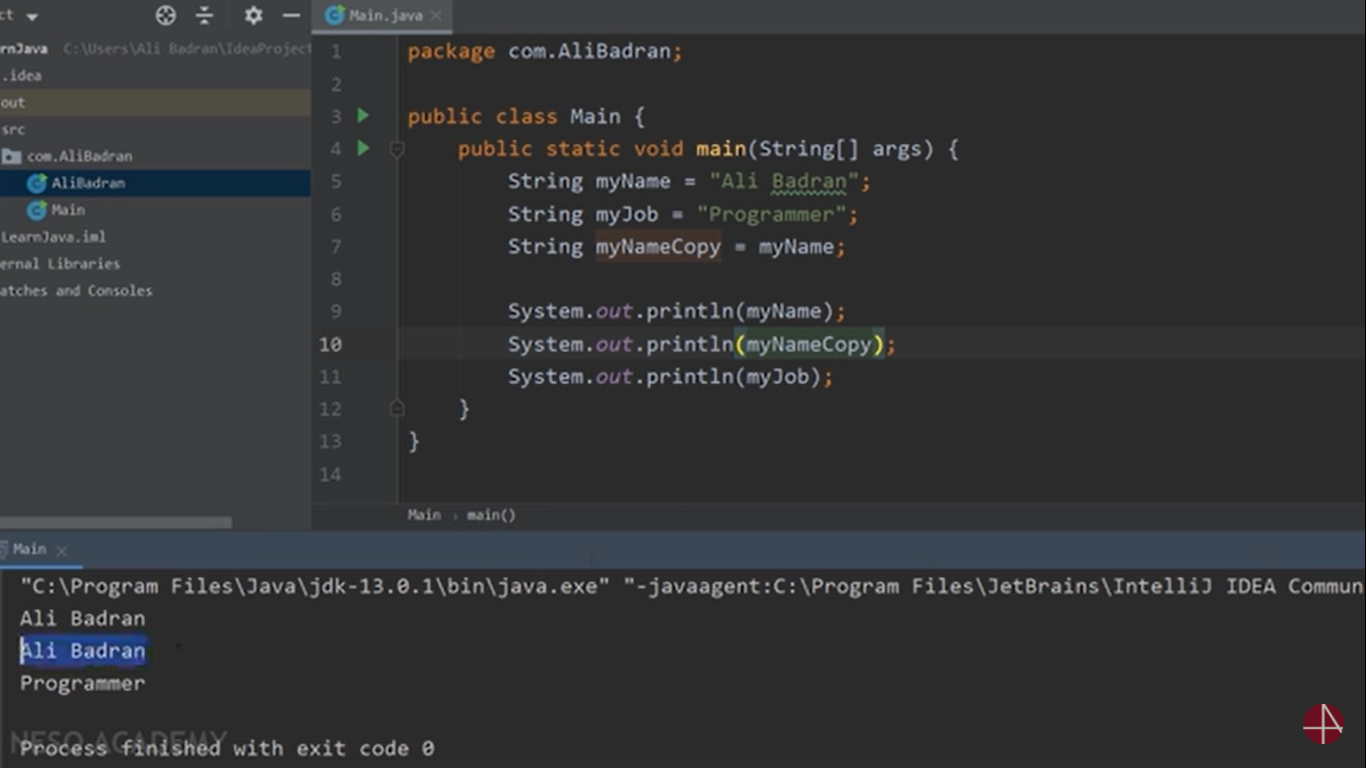 ct
Main.java
rnJava C:\Users\Ali Badran\IdeaProject
.idea
out
src
com.AliBadran
AliBadran
Main
LearnJava.iml
ernal Libraries
atches and Consoles
1 package com.AliBadran;
2
3 public class Main {
4 public static void main(String[] args) {
5 String myName = "Ali Badran";
6 String myJob = "Programmer";
7 String myNameCopy = myName;
8
9 System.out.println(myName);
10 System.out.println(myNameCopy);
11 System.out.println(myJob);
12 }
13 }
14
Main › main()
Main
"C:\Program Files\Java\jdk-13.0.1\bin\java.exe" "-javaagent:C:\Program Files\JetBrains\IntelliJ IDEA Commun
Ali Badran
Ali Badran
Programmer
NESO ACADEMY
Process finished with exit code 0